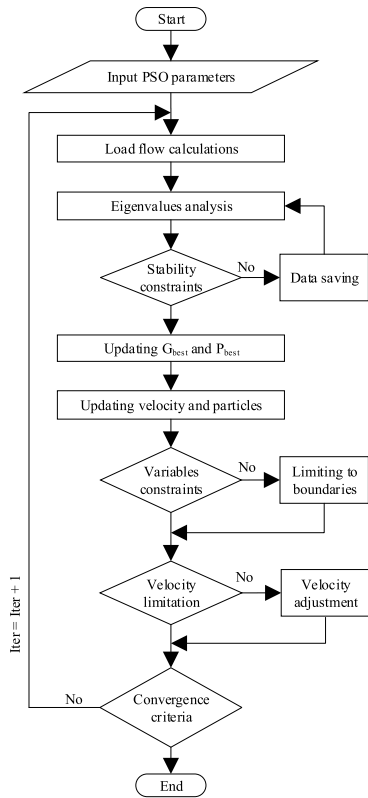 Start
Input PSO parameters
Load flow calculations
Eigenvalues analysis
Stability
constraints
No
Data saving
Updating Gbest and Pbest
Updating velocity and particles
Variables
constraints
No
Limiting to
boundaries
Velocity
limitation
No
Velocity
adjustment
Iter = Iter + 1
Convergence
criteria
No
End